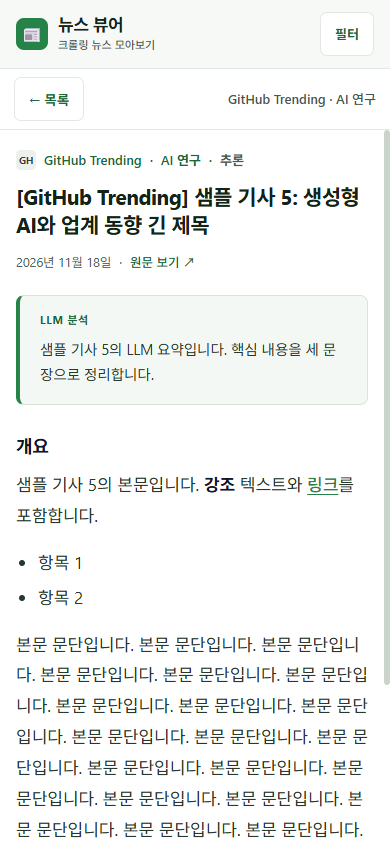 뉴스 뷰어
크롤링 뉴스 모아보기
필터
← 목록
GitHub Trending · AI 연구
GH GitHub Trending · AI 연구 · 추론
[GitHub Trending] 샘플 기사 5: 생성형
AI와 업계 동향 긴 제목
2026년 11월 18일 · 원문 보기 ↗
LLM 분석
샘플 기사 5의 LLM 요약입니다. 핵심 내용을 세 문
장으로 정리합니다.
개요
샘플 기사 5의 본문입니다. 강조 텍스트와 링크를
포함합니다.
• 항목 1
• 항목 2
본문 문단입니다. 본문 문단입니다. 본문 문단입니
다. 본문 문단입니다. 본문 문단입니다. 본문 문단입
니다. 본문 문단입니다. 본문 문단입니다. 본문 문단
입니다. 본문 문단입니다. 본문 문단입니다. 본문 문
단입니다. 본문 문단입니다. 본문 문단입니다. 본문
문단입니다. 본문 문단입니다. 본문 문단입니다. 본
문 문단입니다. 본문 문단입니다. 본문 문단입니다.